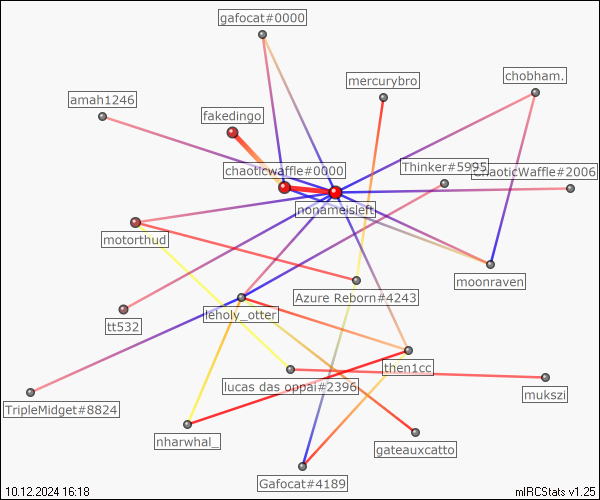 gafocat#0000
mercurybro
chobham.
amah1246
fakedingo
chaoticwaffle#0000
Thinker#5995
ChaoticWaffle#2006
nonameisleft
motorthud
moonraven
Azure Reborn#4243
leholy_otter
tt532
then1cc
lucas das oppai#2396
mukszi
TripleMidget#8824
nharwhal_
gateauxcatto
Gafocat#4189
10.12.2024 16:18
mIRCStats v1.25